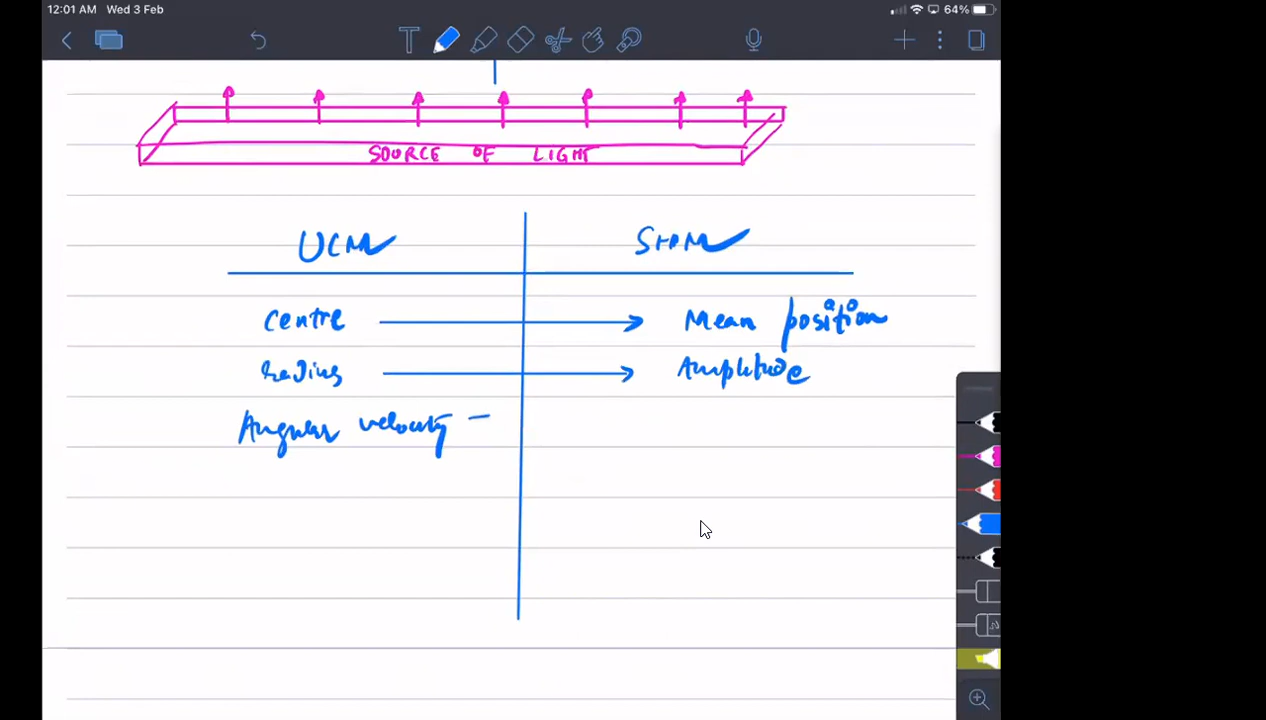 12:01 AM Wed 3 Feb 64%
T
SOURCE OF LIGHT
UCM SHM
Centre Mean position
radius Amplitude
Angular velocity -